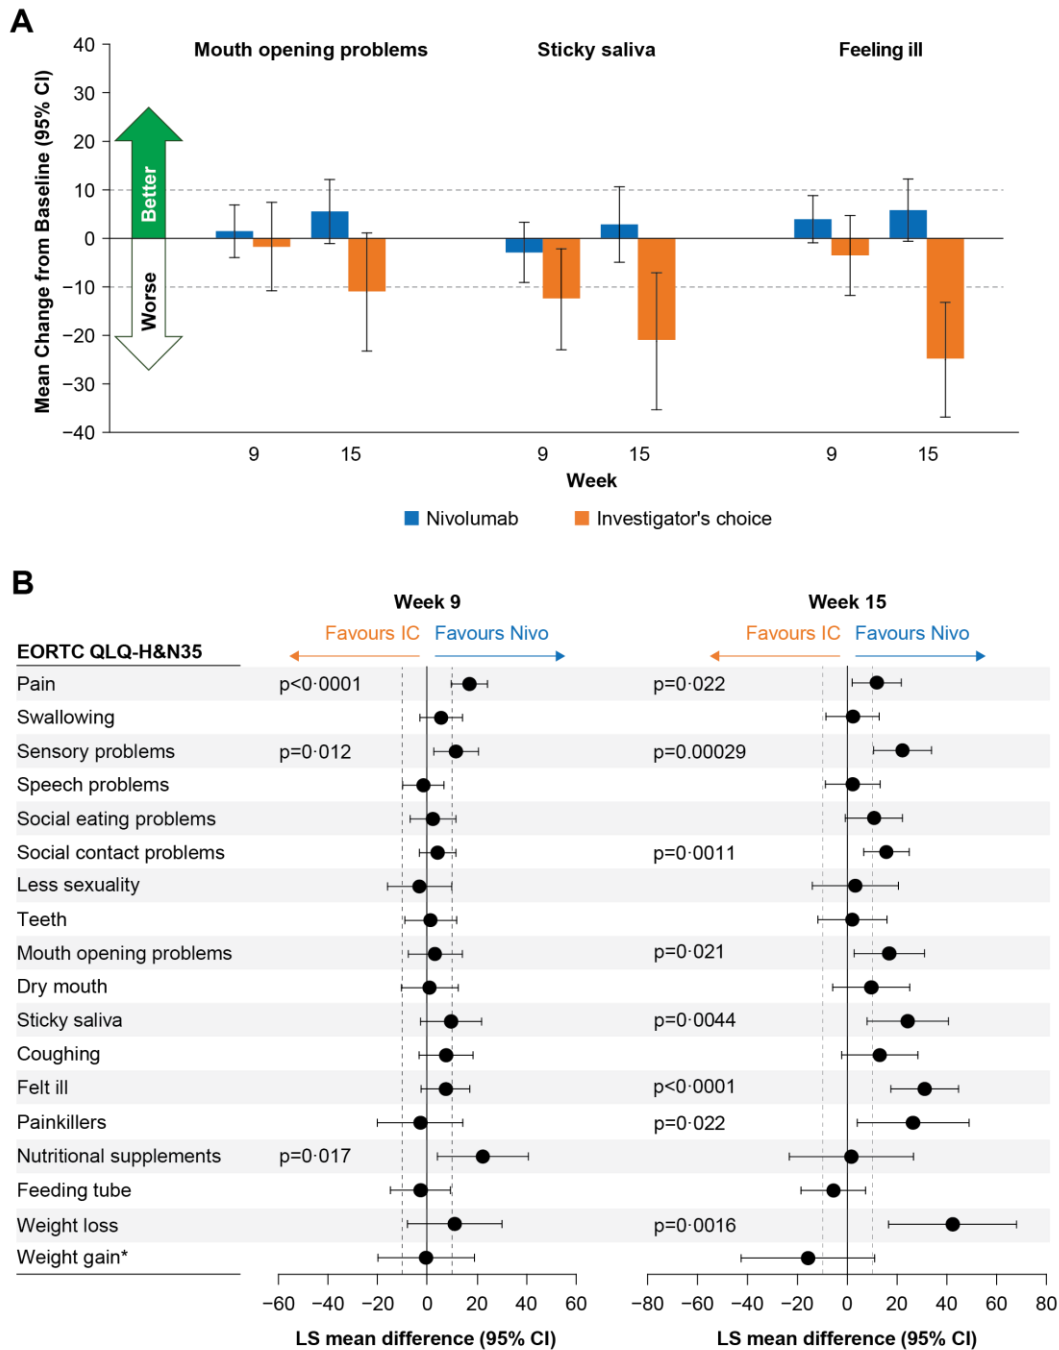 A
Mouth opening problems Sticky saliva Feeling ill
Mean Change from Baseline (95% CI)
40
30
20
10
0
−10
−20
−30
−40
Better
Worse
9 15 9 15 9 15
Week
Nivolumab Investigator's choice
B
Week 9 Week 15
Favours IC Favours Nivo Favours IC Favours Nivo
EORTC QLQ-H&N35
Pain p<0·0001 p=0·022
Swallowing
Sensory problems p=0·012 p=0.00029
Speech problems
Social eating problems
Social contact problems p=0·0011
Less sexuality
Teeth
Mouth opening problems p=0·021
Dry mouth
Sticky saliva p=0·0044
Coughing
Felt ill p<0·0001
Painkillers p=0·022
Nutritional supplements p=0·017
Feeding tube
Weight loss p=0·0016
Weight gain*
−60 −40 −20 0 20 40 60 −80 −60 −40 −20 0 20 40 60 80
LS mean difference (95% CI) LS mean difference (95% CI)